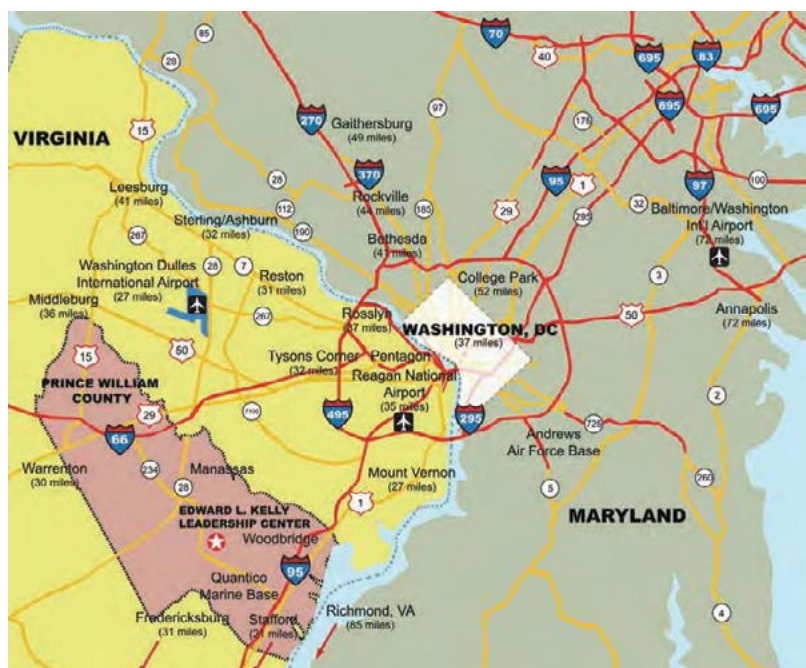 85
28
70
40
695
83
VIRGINIA
15
270
Gaithersburg
(49 miles)
97
895
695
175
370
28
Leesburg
(41 miles)
Rockville
(44 miles)
95
1
97
100
112
185
29
295
32
Baltimore/Washington
Int'l Airport
(72 miles)
Sterling/Ashburn
(32 miles)
190
267
Bethesda
(41 miles)
Washington Dulles
International Airport
(27 miles)
28
7
Reston
(31 miles)
College Park
(52 miles)
3
Middleburg
(36 miles)
267
Rosslyn
(37 miles)
WASHINGTON, DC
(37 miles)
50
Annapolis
(72 miles)
15
50
Tysons Corner
(32 miles)
Pentagon
Reagan National
Airport
(35 miles)
PRINCE WILLIAM
COUNTY
29
7100
495
295
2
66
725
Andrews
Air Force Base
Warrenton
(30 miles)
234
Manassas
28
Mount Vernon
(27 miles)
5
260
1
MARYLAND
EDWARD L. KELLY
LEADERSHIP CENTER
Woodbridge
95
Quantico
Marine Base
Fredericksburg
(31 miles)
Stafford
(21 miles)
Richmond, VA
(85 miles)
4